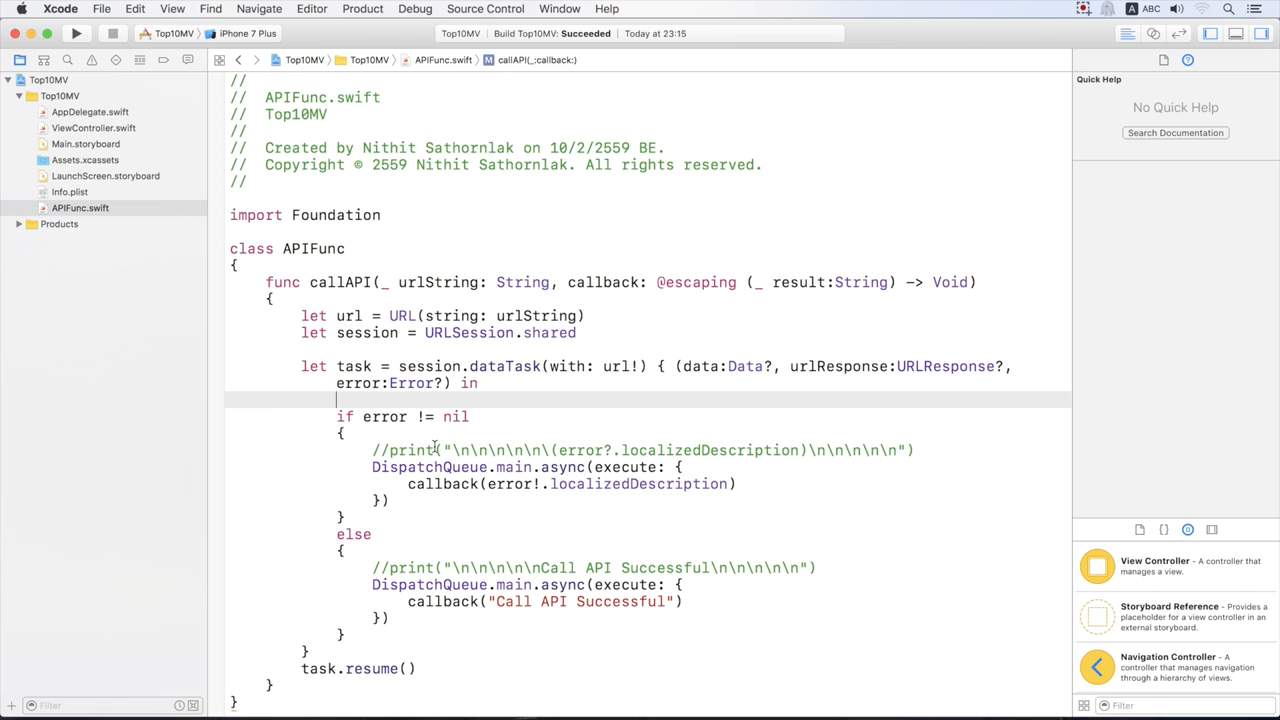 Xcode File Edit View Find Navigate Editor Product Debug Source Control Window Help A ABC
Top10MV iPhone 7 Plus Top10MV Build Top10MV: Succeeded Today at 23:15
Top10MV Top10MV APIFunc.swift M callAPI(_:callback:)
Top10MV
Top10MV
AppDelegate.swift
ViewController.swift
Main.storyboard
Assets.xcassets
LaunchScreen.storyboard
Info.plist
APIFunc.swift
Products
Filter
//
// APIFunc.swift
// Top10MV
//
// Created by Nithit Sathornlak on 10/2/2559 BE.
// Copyright © 2559 Nithit Sathornlak. All rights reserved.
//
import Foundation
class APIFunc
{
func callAPI(_ urlString: String, callback: @escaping (_ result:String) -> Void)
{
let url = URL(string: urlString)
let session = URLSession.shared
let task = session.dataTask(with: url!) { (data:Data?, urlResponse:URLResponse?,
error:Error?) in
if error != nil
{
//print("\n\n\n\n\n\(error?.localizedDescription)\n\n\n\n\n")
DispatchQueue.main.async(execute: {
callback(error!.localizedDescription)
})
}
else
{
//print("\n\n\n\n\nCall API Successful\n\n\n\n\n")
DispatchQueue.main.async(execute: {
callback("Call API Successful")
})
}
}
task.resume()
}
}
Quick Help
No Quick Help
Search Documentation
{ }
View Controller - A controller that
manages a view.
Storyboard Reference - Provides a
placeholder for a view controller in an
external storyboard.
Navigation Controller - A
controller that manages navigation
through a hierarchy of views.
Filter